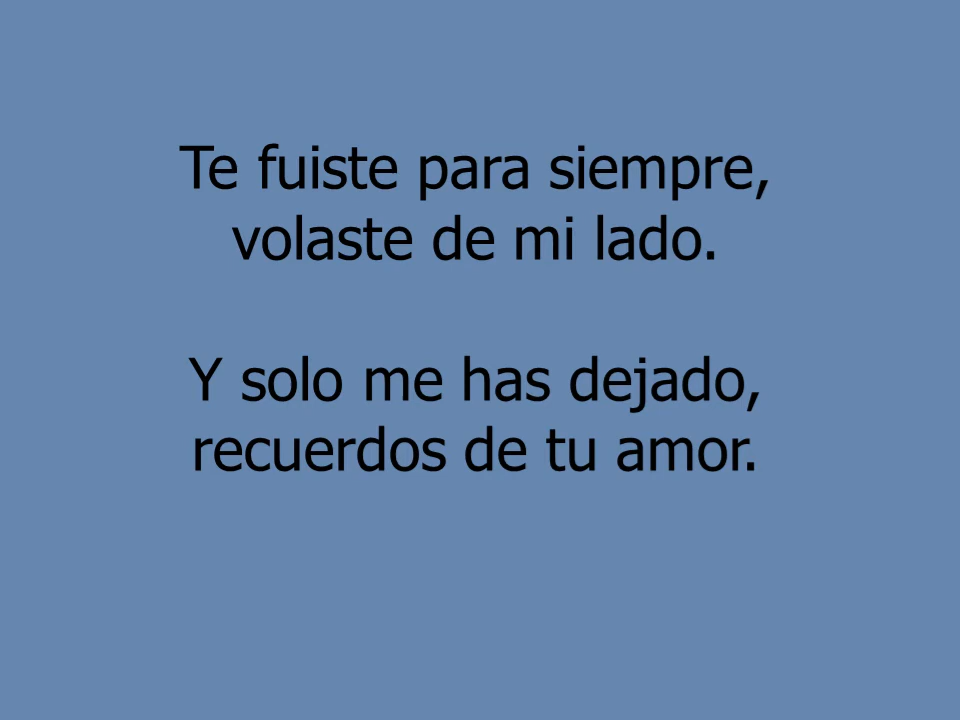 Te fuiste para siempre,
volaste de mi lado.
Y solo me has dejado,
recuerdos de tu amor.